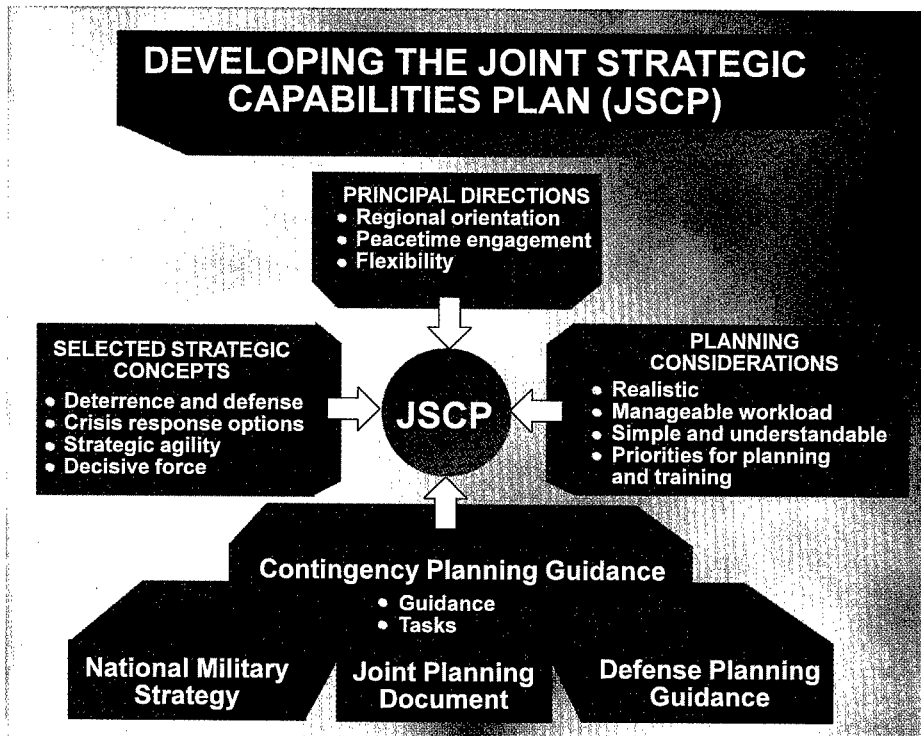 DEVELOPING THE JOINT STRATEGIC
CAPABILITIES PLAN (JSCP)
PRINCIPAL DIRECTIONS
• Regional orientation
• Peacetime engagement
• Flexibility
SELECTED STRATEGIC
CONCEPTS
• Deterrence and defense
• Crisis response options
• Strategic agility
• Decisive force
JSCP
PLANNING
CONSIDERATIONS
• Realistic
• Manageable workload
• Simple and understandable
• Priorities for planning
and training
Contingency Planning Guidance
• Guidance
• Tasks
National Military
Strategy
Joint Planning
Document
Defense Planning
Guidance